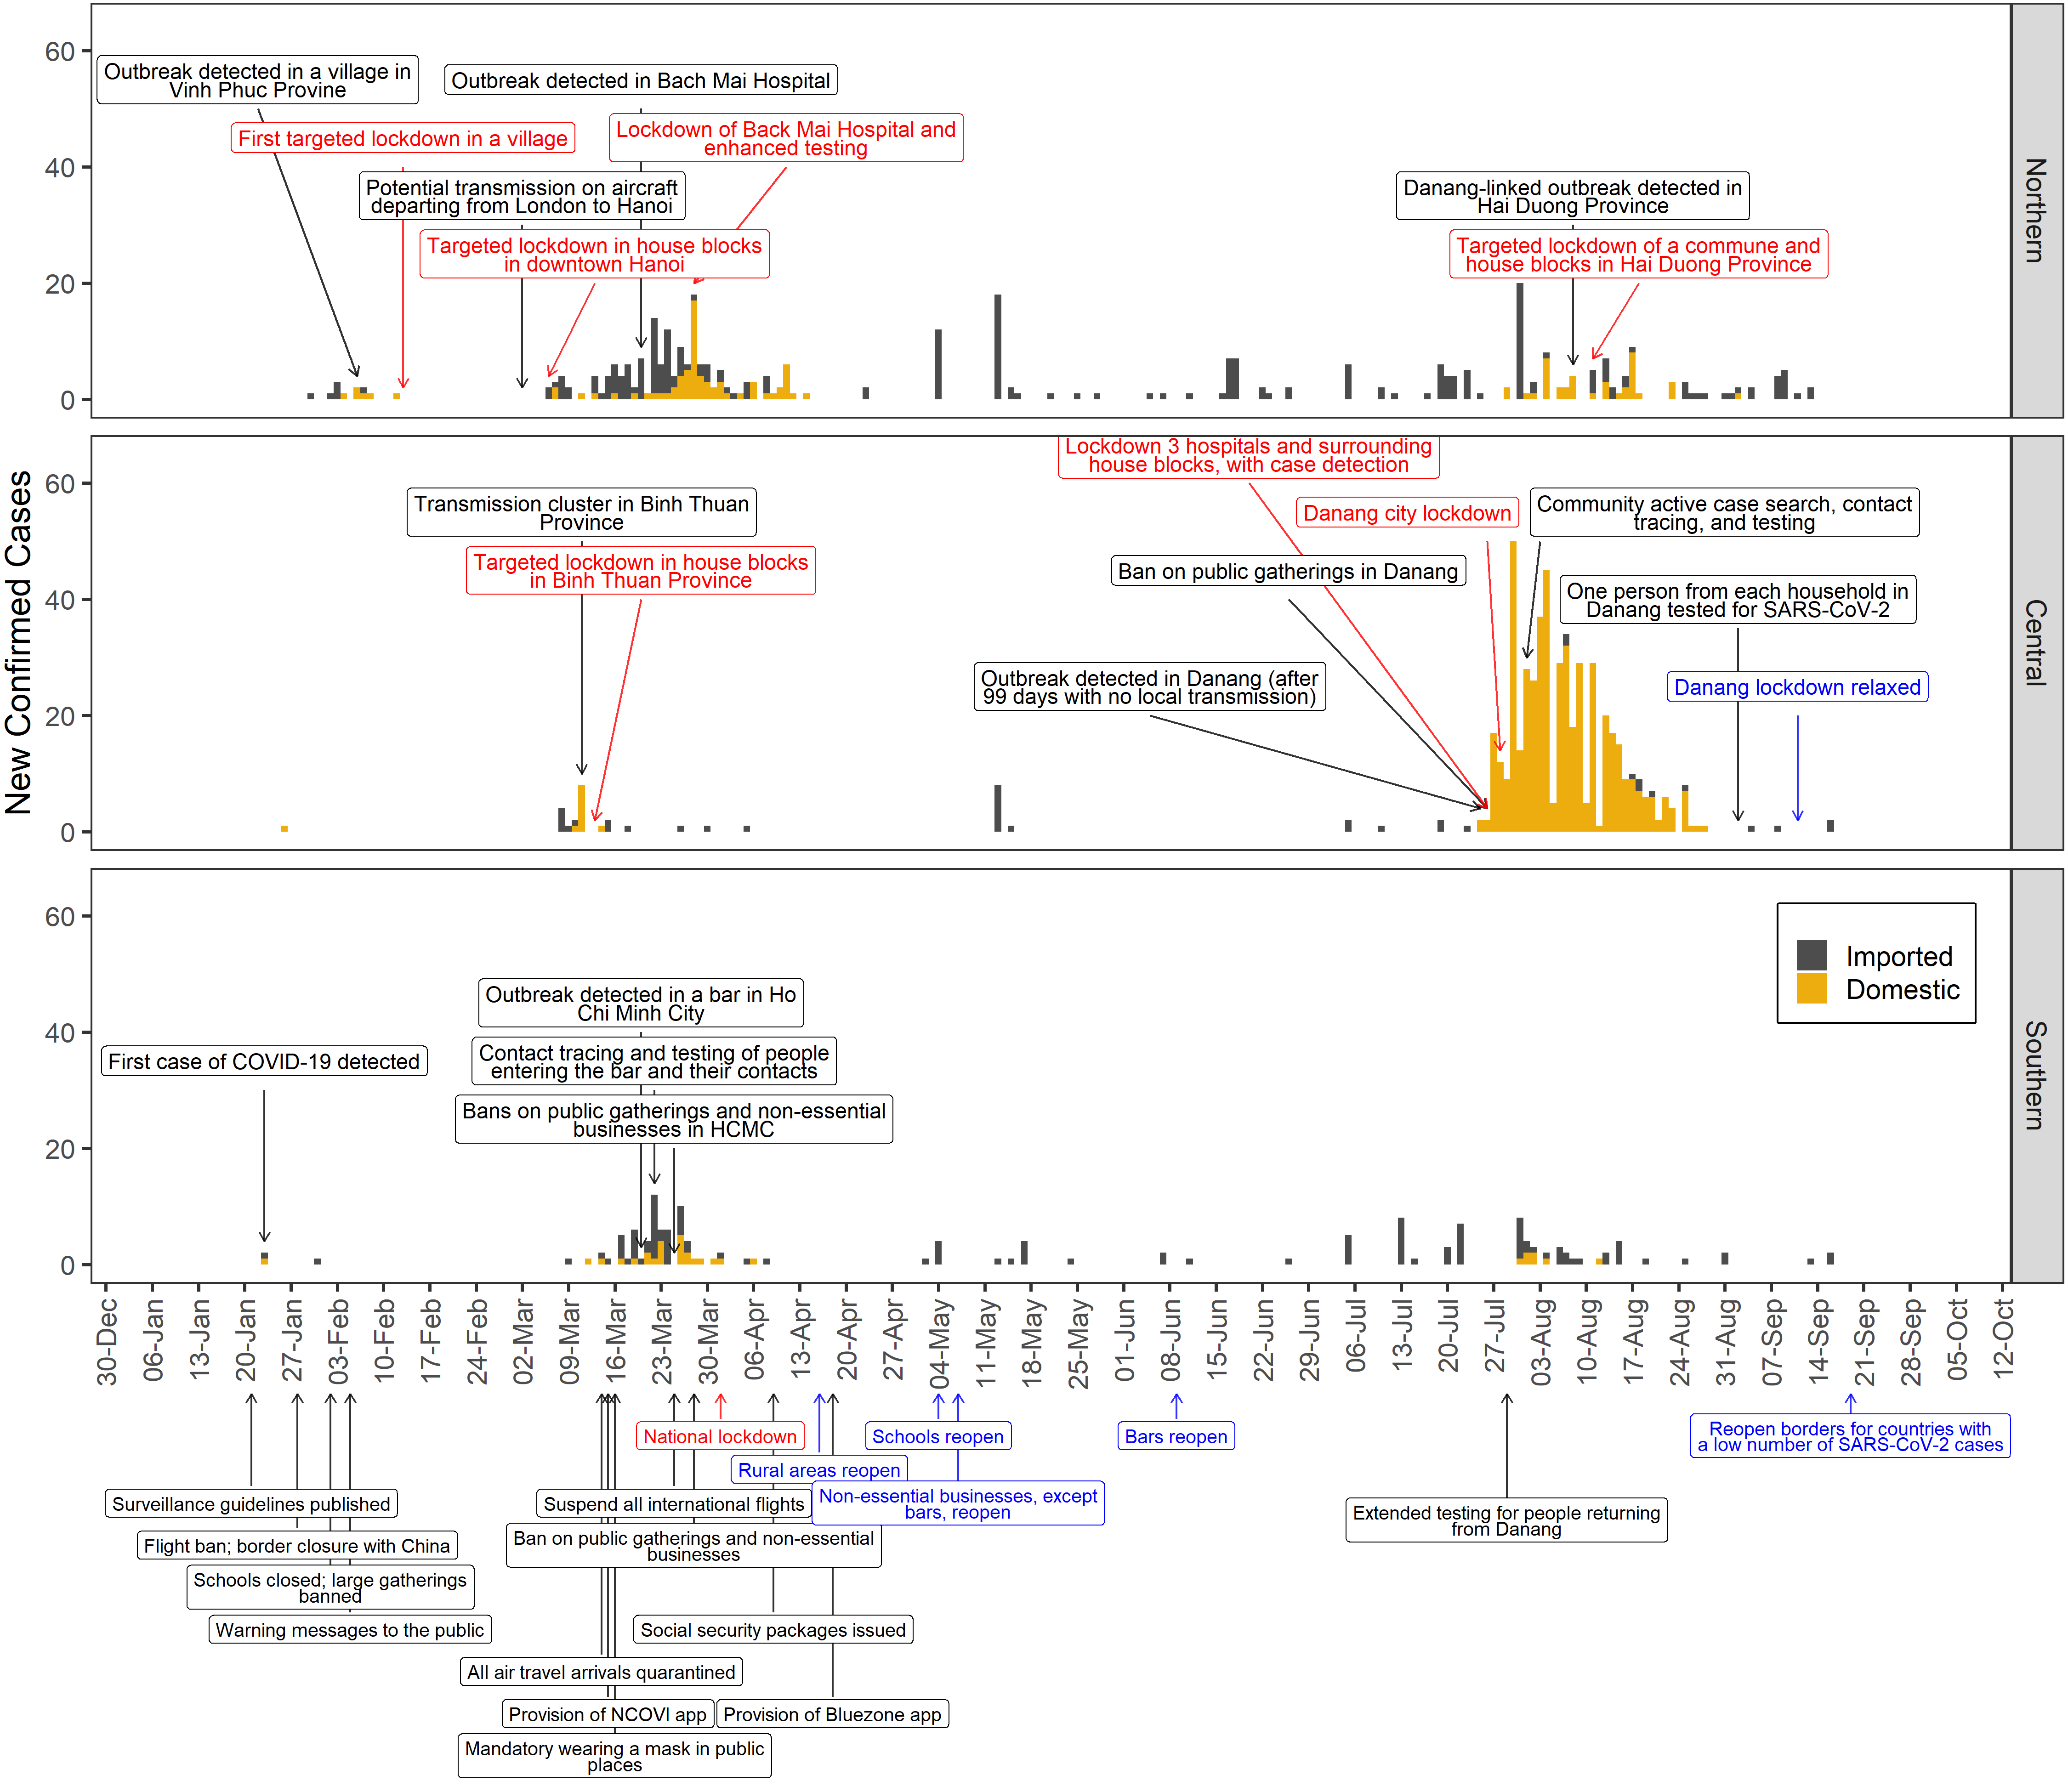 New Confirmed Cases
60
40
20
0
Outbreak detected in a village in
Vinh Phuc Provine
Outbreak detected in Bach Mai Hospital
First targeted lockdown in a village
Lockdown of Back Mai Hospital and
enhanced testing
Potential transmission on aircraft
departing from London to Hanoi
Targeted lockdown in house blocks
in downtown Hanoi
Danang-linked outbreak detected in
Hai Duong Province
Targeted lockdown of a commune and
house blocks in Hai Duong Province
Northern
60
40
20
0
Lockdown 3 hospitals and surrounding
house blocks, with case detection
Transmission cluster in Binh Thuan
Province
Danang city lockdown
Community active case search, contact
tracing, and testing
Targeted lockdown in house blocks
in Binh Thuan Province
Ban on public gatherings in Danang
One person from each household in
Danang tested for SARS-CoV-2
Outbreak detected in Danang (after
99 days with no local transmission)
Danang lockdown relaxed
Central
60
40
20
0
Outbreak detected in a bar in Ho
Chi Minh City
First case of COVID-19 detected
Contact tracing and testing of people
entering the bar and their contacts
Bans on public gatherings and non-essential
businesses in HCMC
Imported
Domestic
Southern
30-Dec
06-Jan
13-Jan
20-Jan
27-Jan
03-Feb
10-Feb
17-Feb
24-Feb
02-Mar
09-Mar
16-Mar
23-Mar
30-Mar
06-Apr
13-Apr
20-Apr
27-Apr
04-May
11-May
18-May
25-May
01-Jun
08-Jun
15-Jun
22-Jun
29-Jun
06-Jul
13-Jul
20-Jul
27-Jul
03-Aug
10-Aug
17-Aug
24-Aug
31-Aug
07-Sep
14-Sep
21-Sep
28-Sep
05-Oct
12-Oct
National lockdown
Schools reopen
Bars reopen
Reopen borders for countries with
a low number of SARS-CoV-2 cases
Rural areas reopen
Surveillance guidelines published
Suspend all international flights
Non-essential businesses, except
bars, reopen
Extended testing for people returning
from Danang
Flight ban; border closure with China
Ban on public gatherings and non-essential
businesses
Schools closed; large gatherings
banned
Warning messages to the public
Social security packages issued
All air travel arrivals quarantined
Provision of NCOVI app
Provision of Bluezone app
Mandatory wearing a mask in public
places